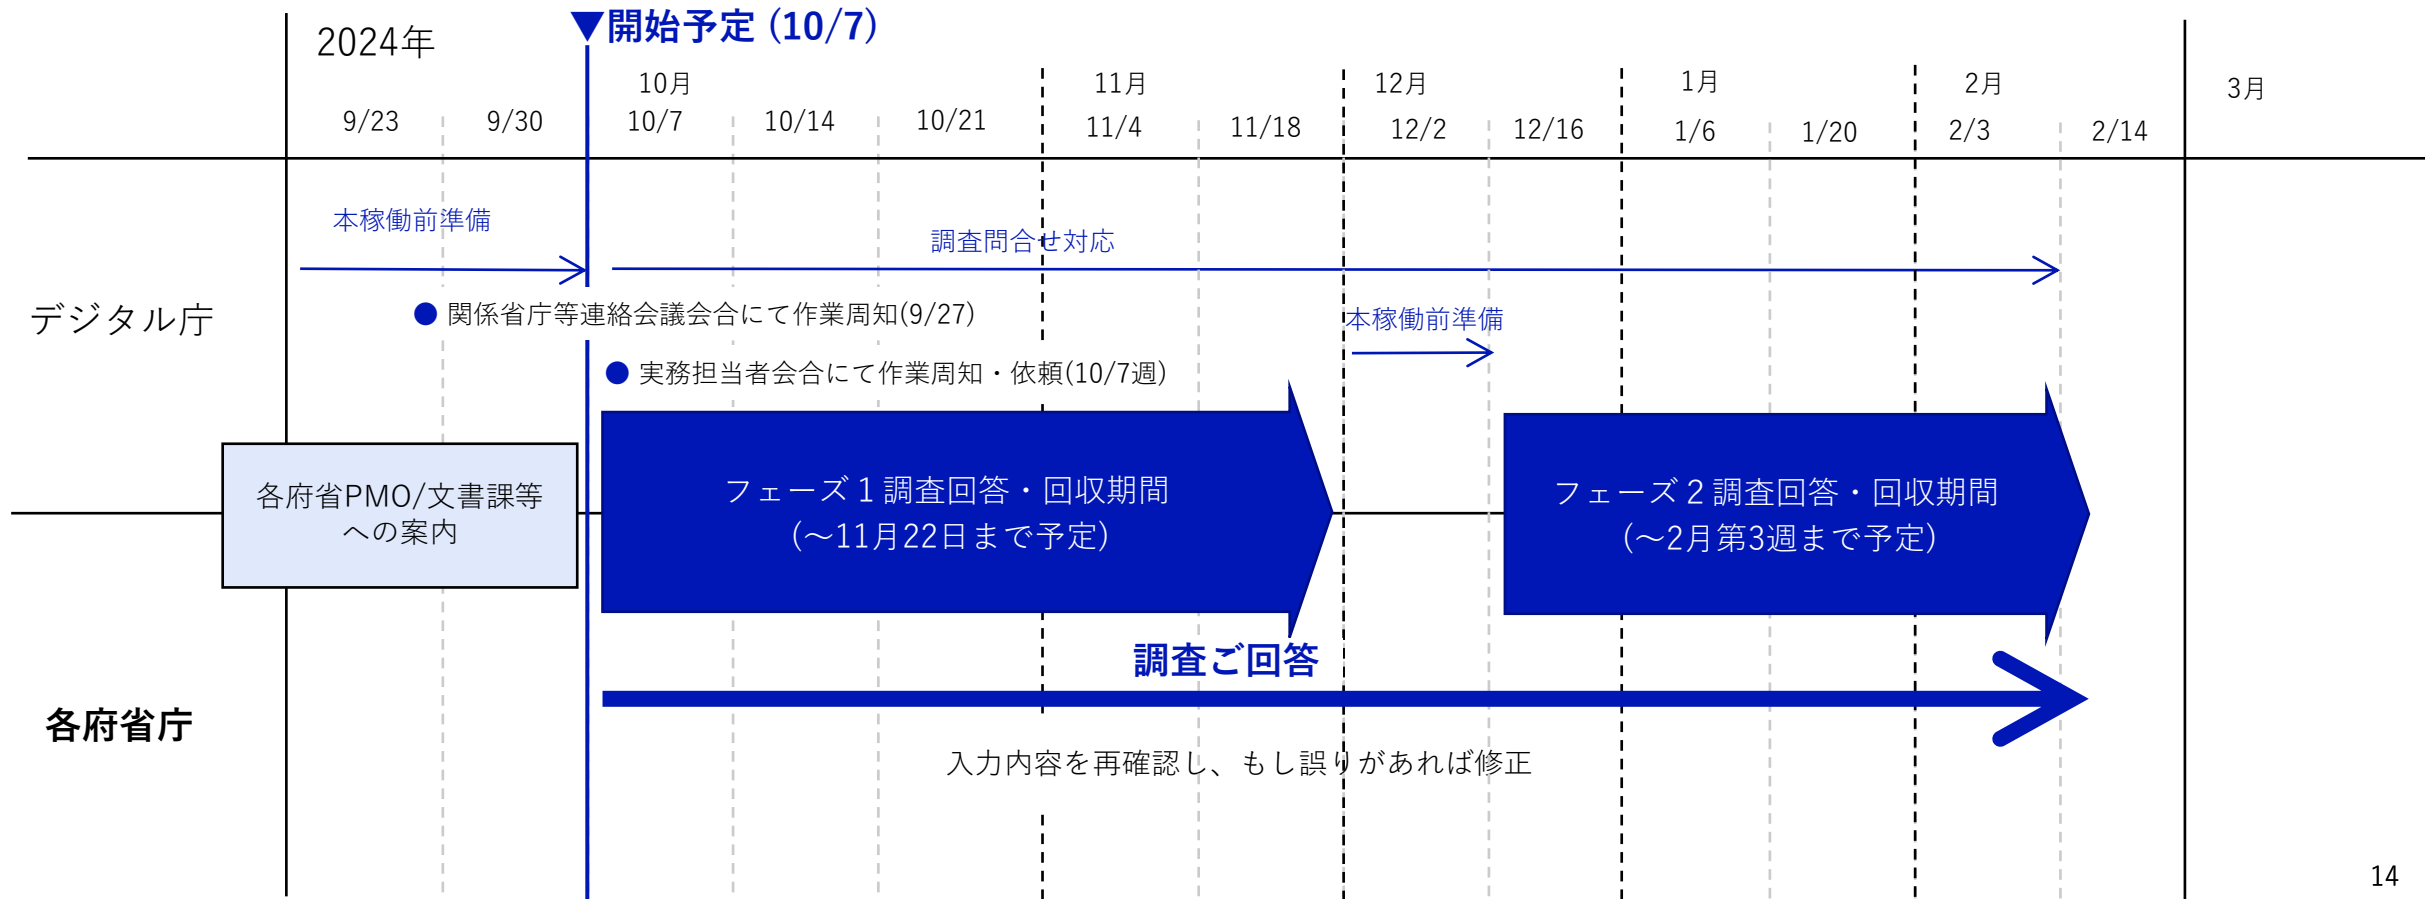 ▼開始予定 (10/7)
2024年
10月
11月
12月
1月
2月
3月
9/23
9/30
10/7
10/14
10/21
11/4
11/18
12/2
12/16
1/6
1/20
2/3
2/14
本稼働前準備
調査問合せ対応
デジタル庁
● 関係省庁等連絡会議会合にて作業周知(9/27)
本稼働前準備
● 実務担当者会合にて作業周知・依頼(10/7週)
各府省PMO/文書課等
への案内
フェーズ1調査回答・回収期間
(~11月22日まで予定)
フェーズ2調査回答・回収期間
(~2月第3週まで予定)
調査ご回答
各府省庁
入力内容を再確認し、もし誤りがあれば修正
14